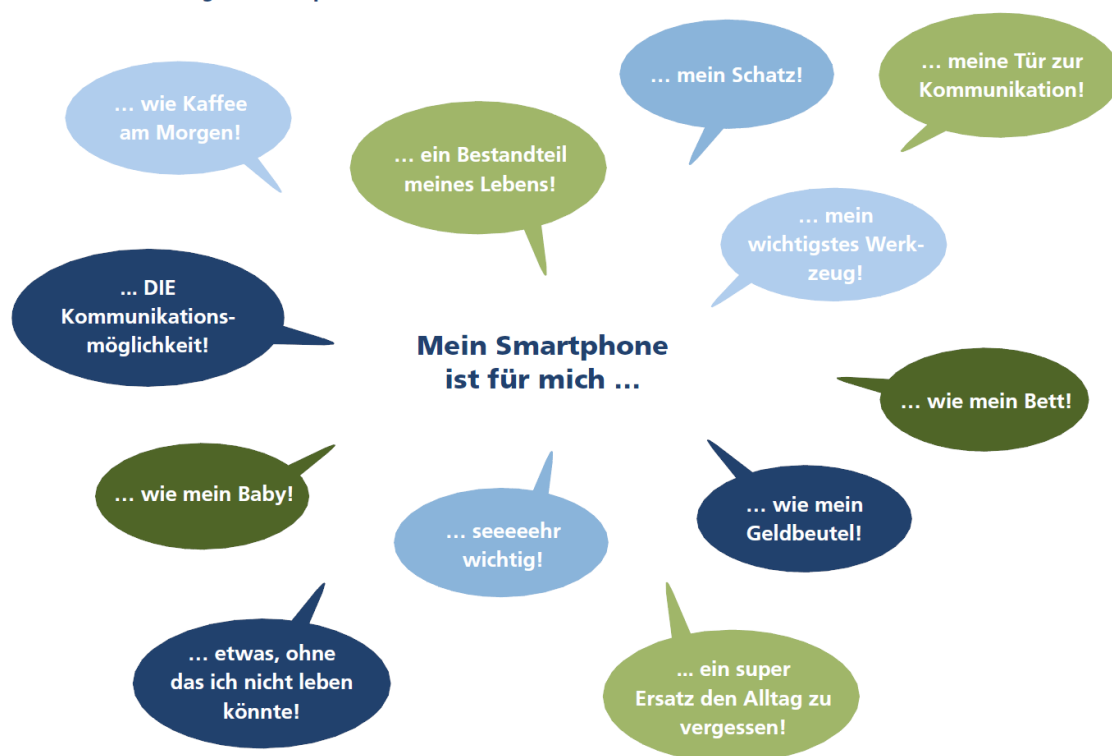 ... mein Schatz!
... meine Tür zur
Kommunikation!
... wie Kaffee
am Morgen!
... ein Bestandteil
meines Lebens!
... mein
wichtigstes Werk-
zeug!
... DIE
Kommunikations-
möglichkeit!
Mein Smartphone
ist für mich ...
... wie mein Bett!
... wie mein Baby!
... seeeeehr
wichtig!
... wie mein
Geldbeutel!
... etwas, ohne
das ich nicht leben
könnte!
... ein super
Ersatz den Alltag zu
vergessen!